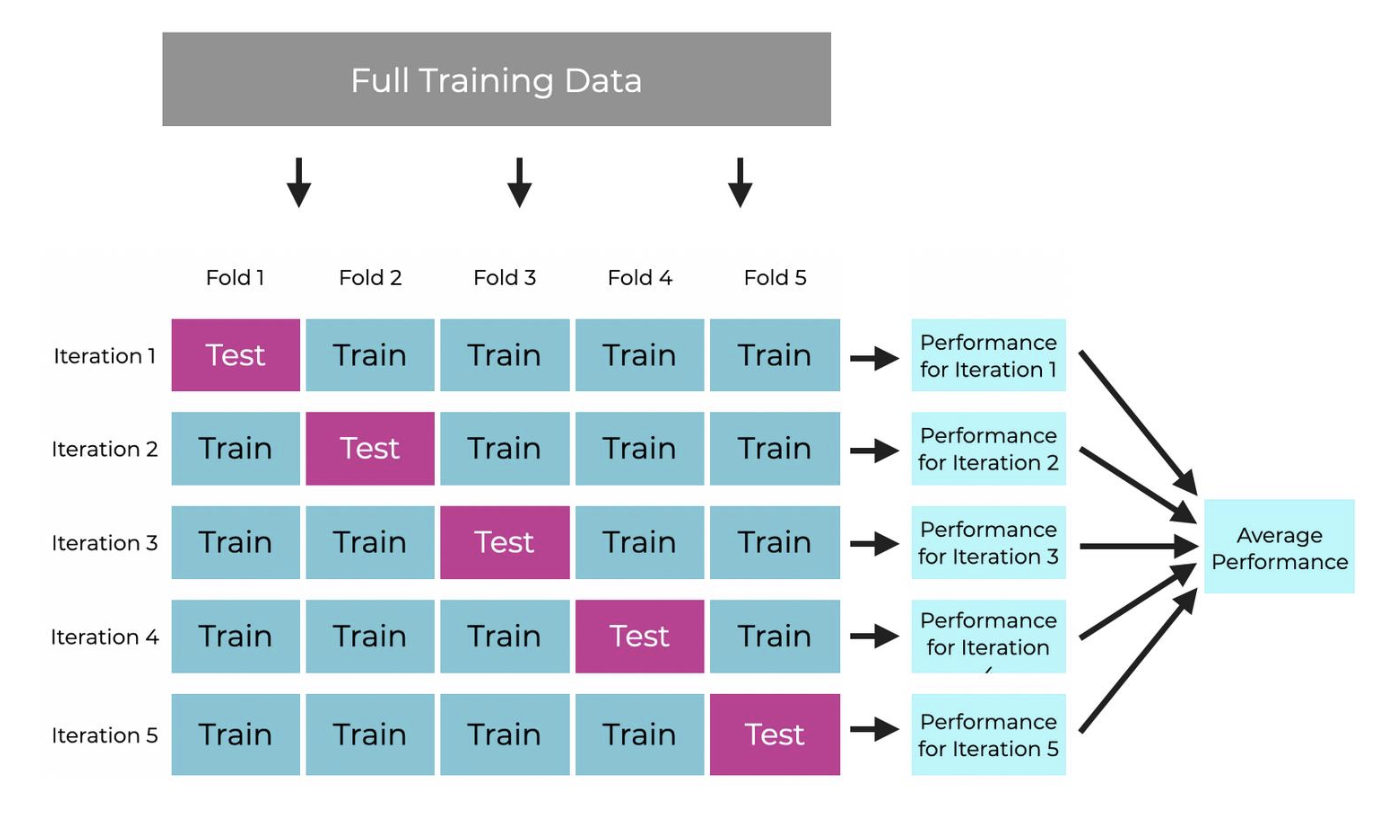 Full Training Data
Fold 1 Fold 2 Fold 3 Fold 4 Fold 5
Iteration 1 Test Train Train Train Train Performance
for Iteration 1
Iteration 2 Train Test Train Train Train Performance
for Iteration 2
Iteration 3 Train Train Test Train Train Performance
for Iteration 3
Iteration 4 Train Train Train Test Train Performance
for Iteration
Iteration 5 Train Train Train Train Test Performance
for Iteration 5
Average
Performance